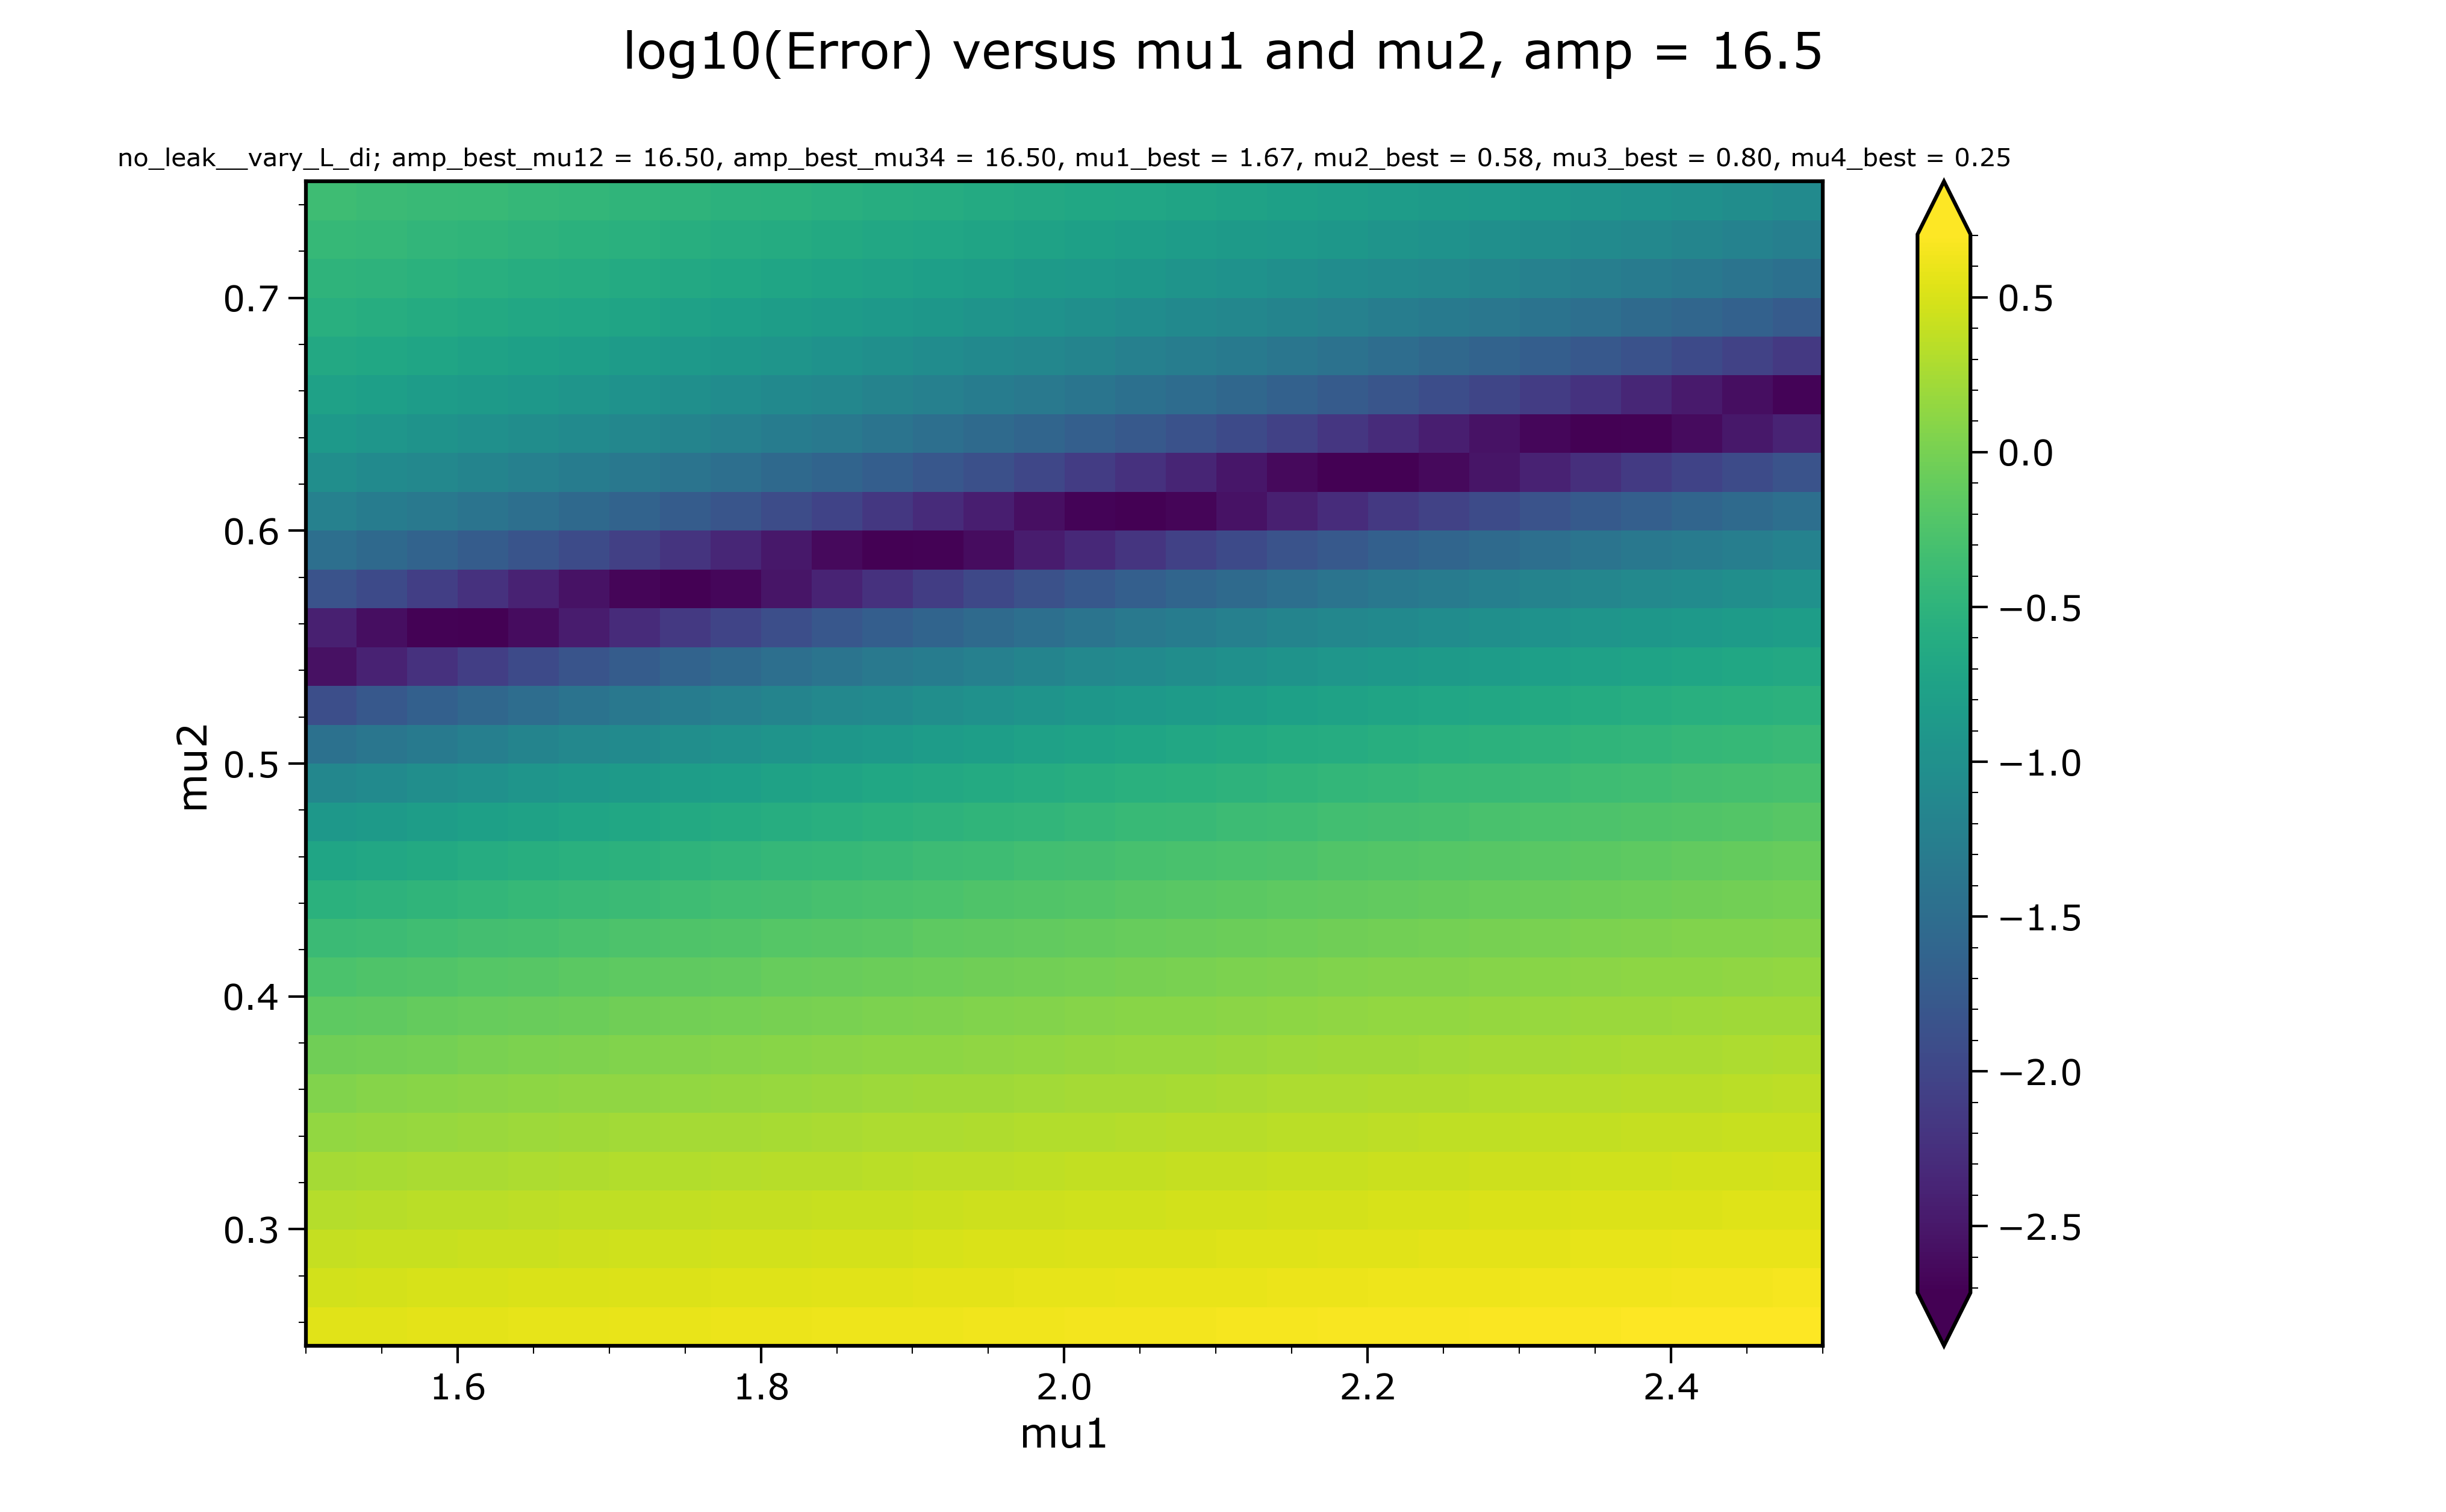 log10(Error) versus mu1 and mu2, amp = 16.5
no_leak__vary_L_di; amp_best_mu12 = 16.50, amp_best_mu34 = 16.50, mu1_best = 1.67, mu2_best = 0.58, mu3_best = 0.80, mu4_best = 0.25
0.7
0.6
0.5
0.4
0.3
mu2
1.6 1.8 2.0 2.2 2.4
mu1
0.5
0.0
−0.5
−1.0
−1.5
−2.0
−2.5